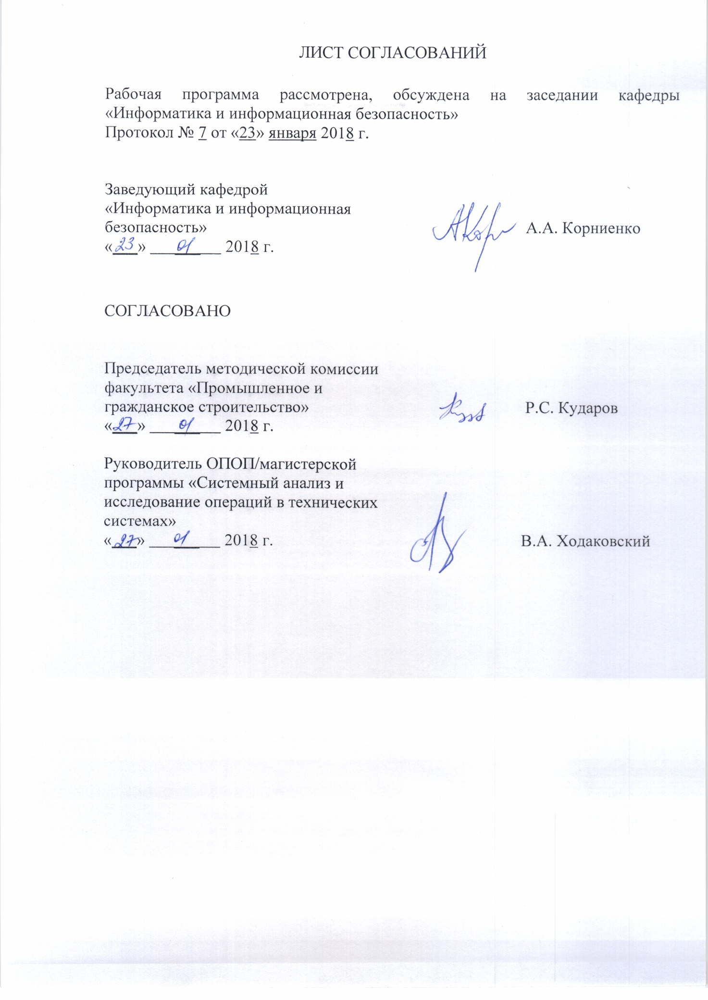 ЛИСТ СОГЛАСОВАНИЙ
Рабочая программа рассмотрена, обсуждена на заседании кафедры
«Информатика и информационная безопасность»
Протокол № 7 от «23» января 2018 г.
Заведующий кафедрой
«Информатика и информационная
безопасность» А.А. Корниенко
«23» 01 2018 г.
СОГЛАСОВАНО
Председатель методической комиссии
факультета «Промышленное и
гражданское строительство» Р.С. Кударов
«27» 01 2018 г.
Руководитель ОПОП/магистерской
программы «Системный анализ и
исследование операций в технических
системах»
«27» 01 2018 г. В.А. Ходаковский